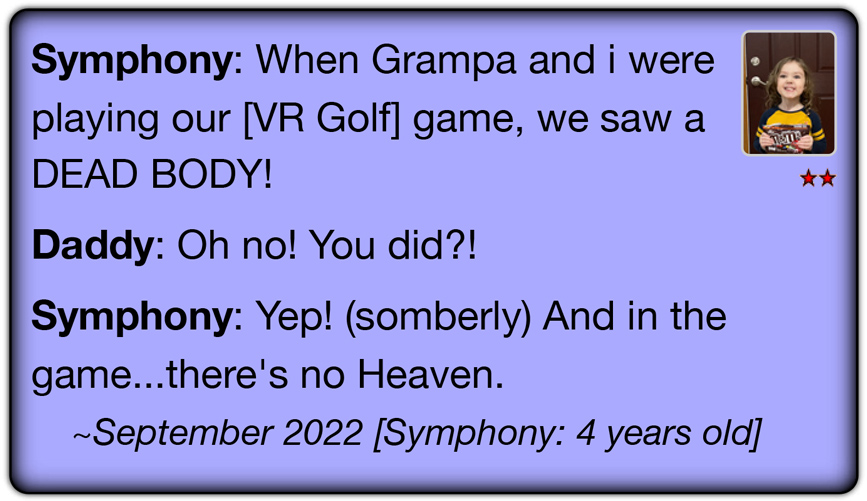 Symphony: When Grampa and i were
playing our [VR Golf] game, we saw a
DEAD BODY!
Daddy: Oh no! You did?!
Symphony: Yep! (somberly) And in the
game...there's no Heaven.
~September 2022 [Symphony: 4 years old]